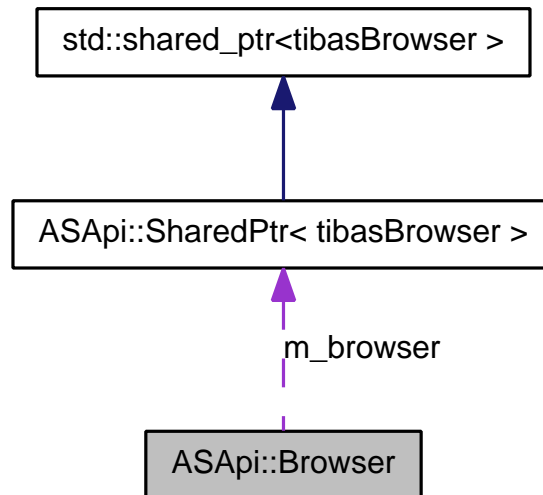 std::shared_ptr<tibasBrowser >
ASApi::SharedPtr< tibasBrowser >
m_browser
ASApi::Browser